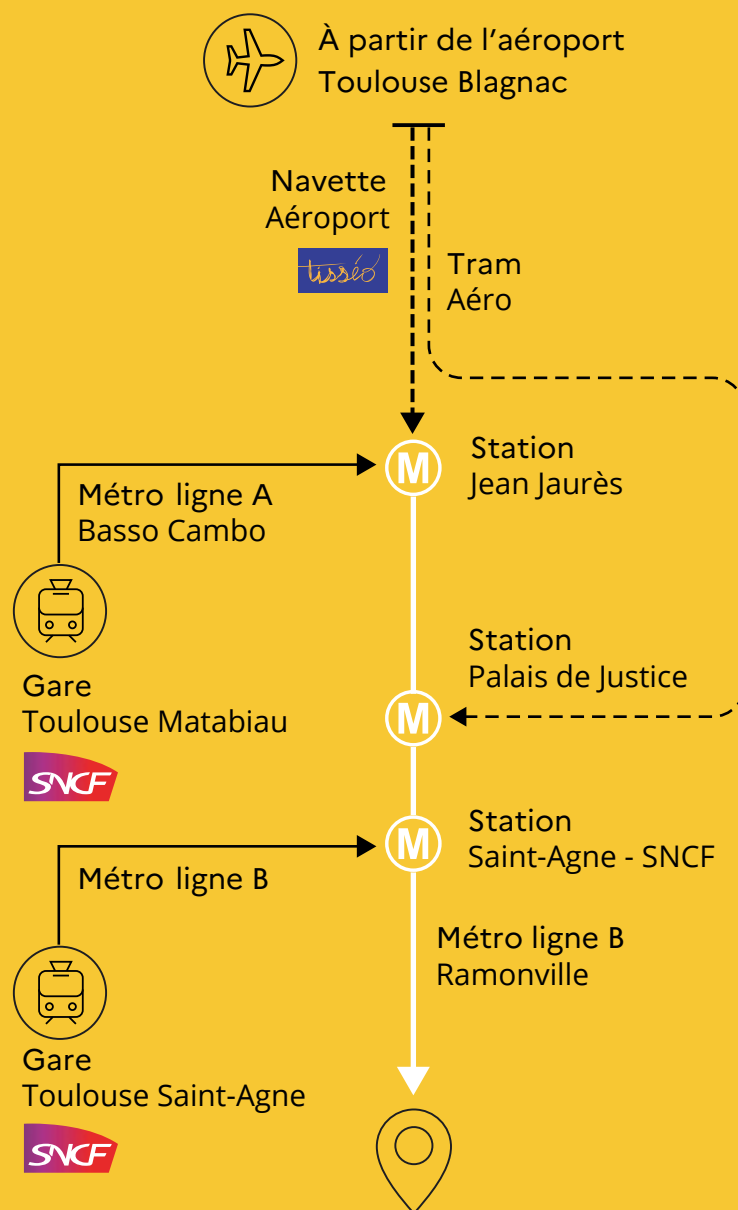 À partir de l’aéroport
Toulouse Blagnac
Navette
Aéroport
tisséo
Tram
Aéro
M
Station
Jean Jaurès
Métro ligne A
Basso Cambo
Gare
Toulouse Matabiau
SNCF
Station
Palais de Justice
M
Station
Saint-Agne - SNCF
M
Métro ligne B
Métro ligne B
Ramonville
Gare
Toulouse Saint-Agne
SNCF